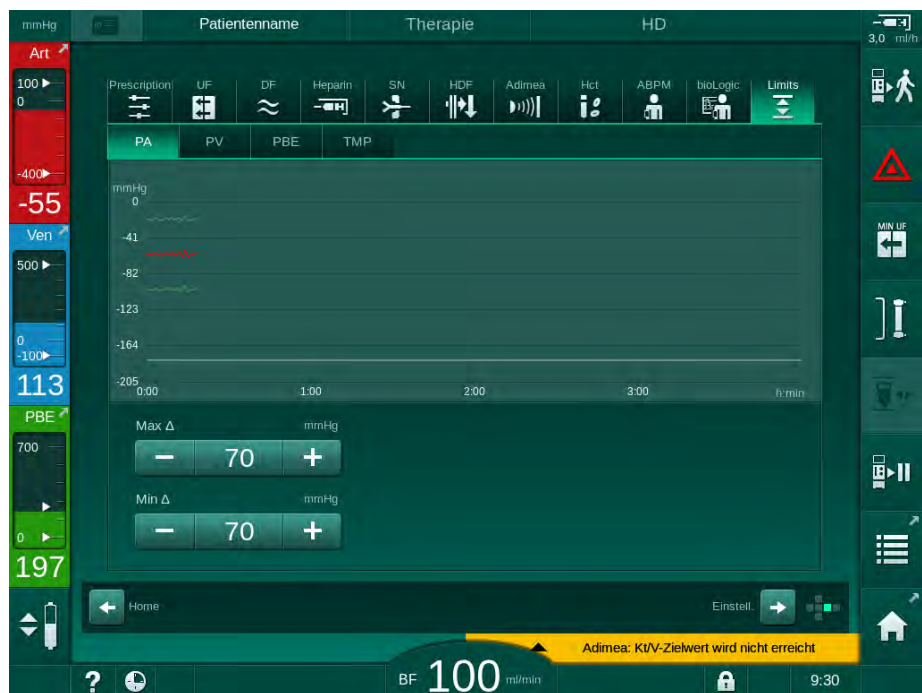 mmHg
Patientenname
Therapie
HD
3,0 ml/h
Art
100
0
-400
-55
Ven
500
0
-100
113
PBE
700
0
197
Prescription
UF
DF
Heparin
SN
HDF
Adimea
Hct
ABPM
bioLogic
Limits
PA
PV
PBE
TMP
mmHg
0
-41
-82
-123
-164
-205
0:00
1:00
2:00
3:00
h:min
Max Δ
mmHg
− 70 +
Min Δ
mmHg
− 70 +
MIN UF
Home
Einstell.
Adimea: Kt/V-Zielwert wird nicht erreicht
?
BF 100 ml/min
9:30